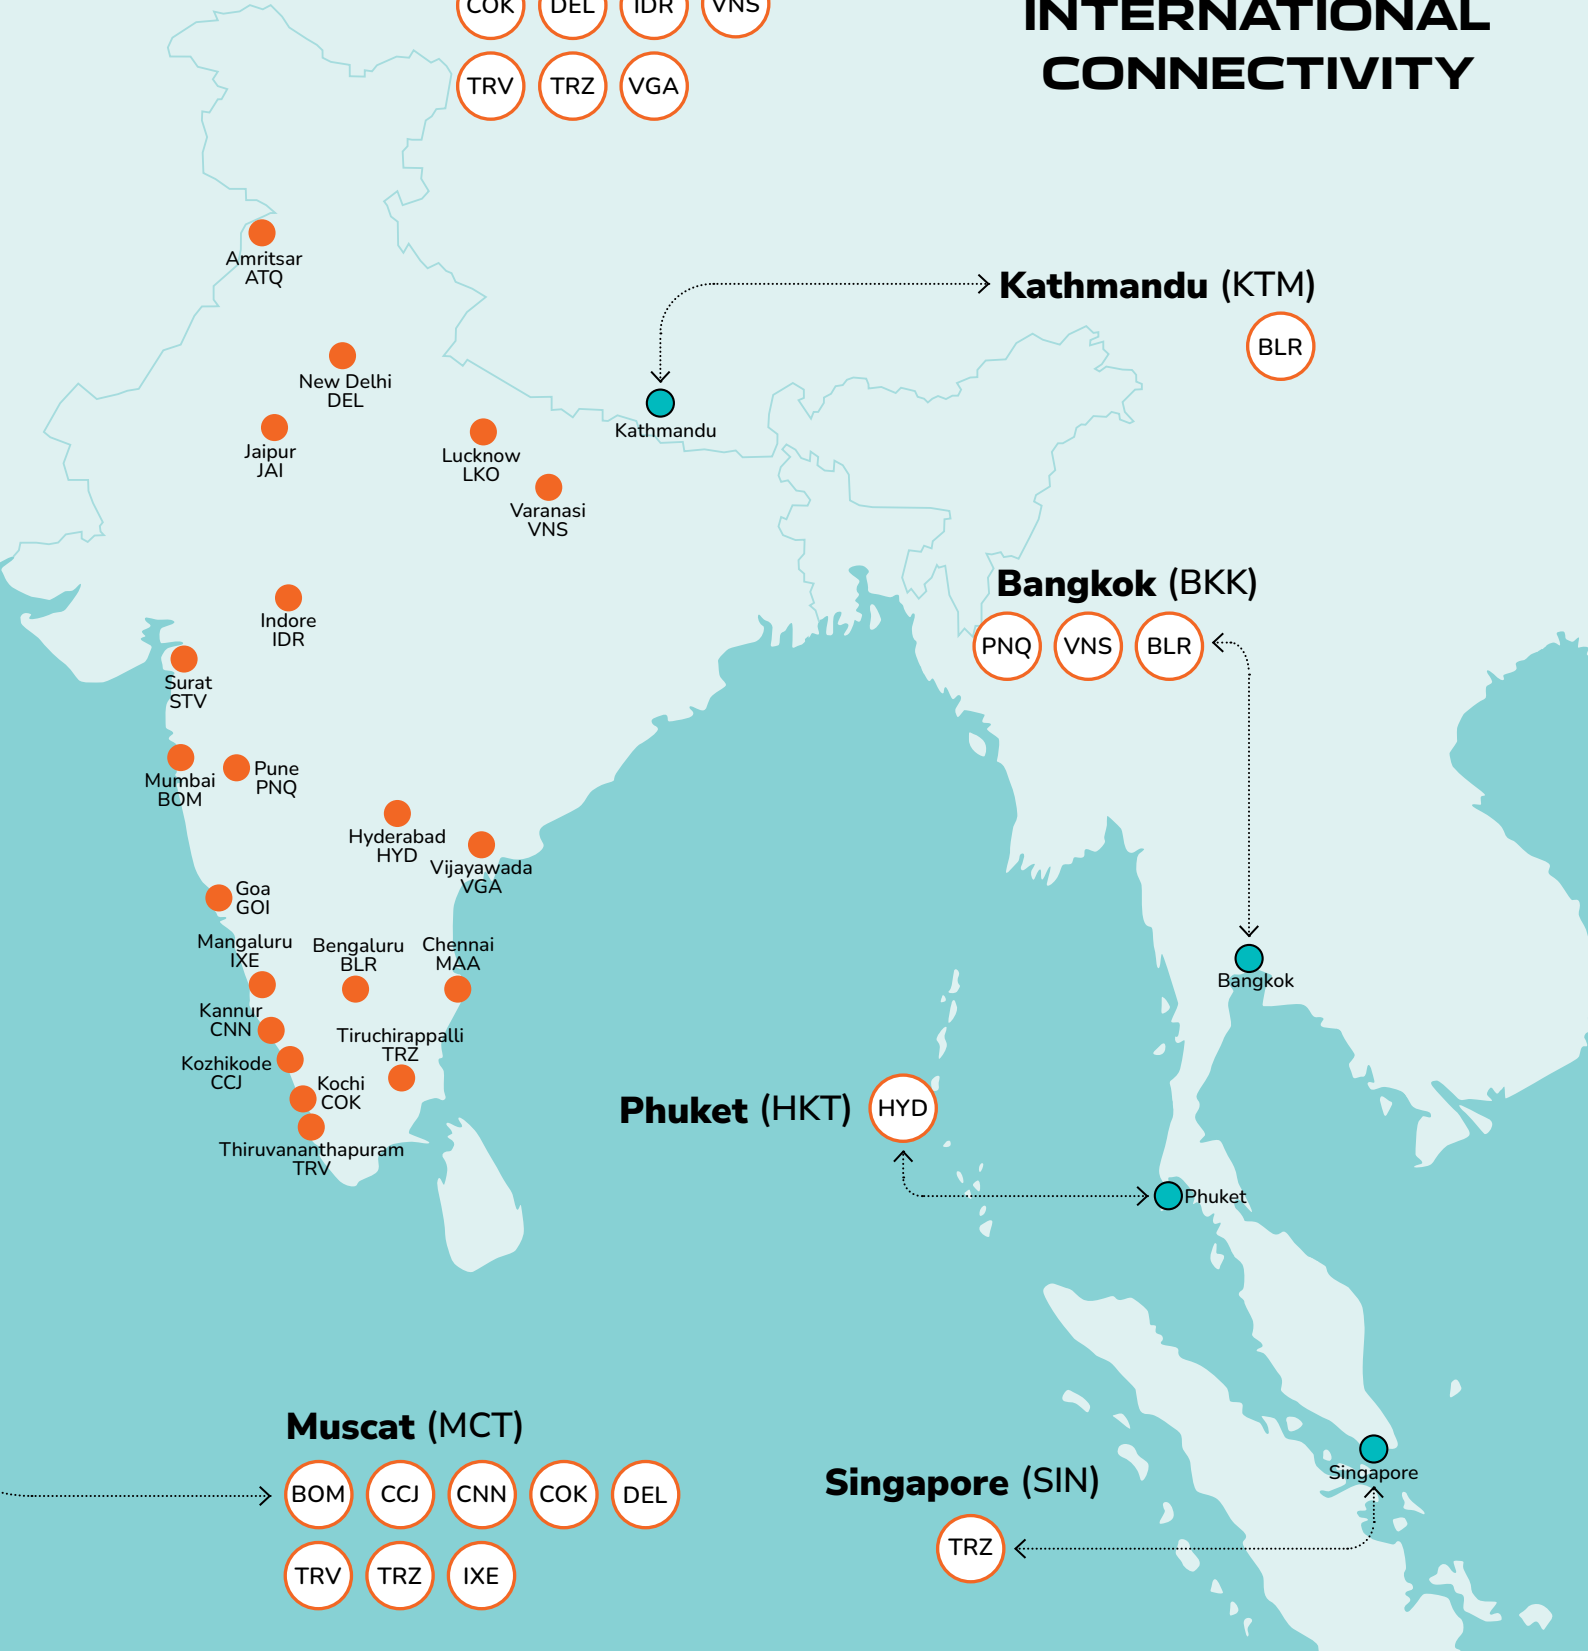 COK DEL IDR VNS
TRV TRZ VGA
INTERNATIONAL
CONNECTIVITY
Amritsar
ATQ
Kathmandu (KTM)
BLR
New Delhi
DEL
Kathmandu
Jaipur
JAI
Lucknow
LKO
Varanasi
VNS
Bangkok (BKK)
PNQ VNS BLR
Indore
IDR
Surat
STV
Mumbai
BOM
Pune
PNQ
Hyderabad
HYD
Vijayawada
VGA
Goa
GOI
Mangaluru
IXE
Bengaluru
BLR
Chennai
MAA
Bangkok
Kannur
CNN
Tiruchirappalli
TRZ
Kozhikode
CCJ
Kochi
COK
Phuket (HKT) HYD
Thiruvananthapuram
TRV
Phuket
Muscat (MCT)
BOM CCJ CNN COK DEL
TRV TRZ IXE
Singapore
Singapore (SIN)
TRZ